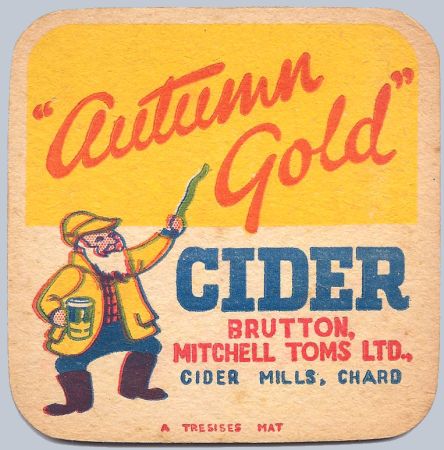 "Autumn
Gold"
CIDER
BRUTTON,
MITCHELL TOMS LTD.,
CIDER MILLS, CHARD
A TRESISES MAT